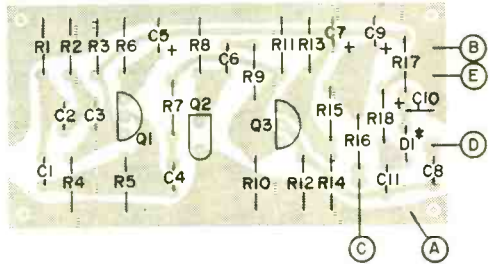 R1 R2 R3 R6 C5 + R8 C6 R9 R11 R13 C7 + C9 + R17 B
E
C2 C3 Q1 R7 Q2 Q3 R15 R16 R18 + C10
D1* D
C1 R4 R5 C4 R10 R12 R14 C11 C8
C A